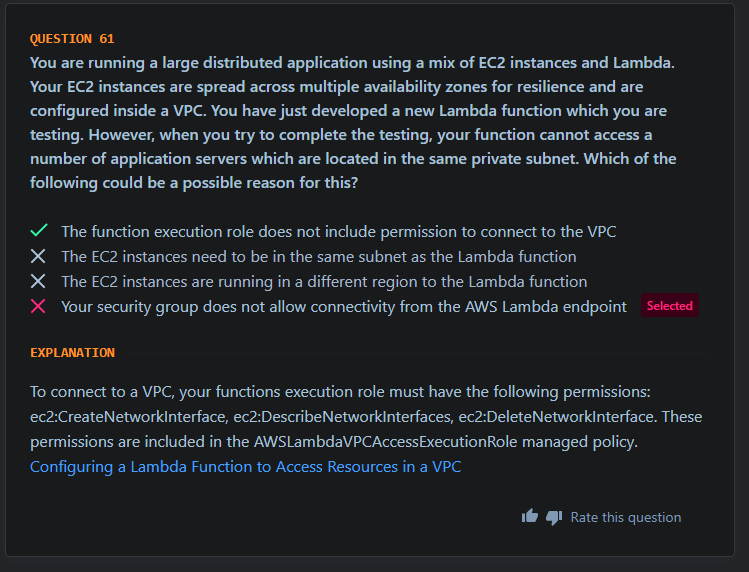 QUESTION 61
You are running a large distributed application using a mix of EC2 instances and Lambda.
Your EC2 instances are spread across multiple availability zones for resilience and are
configured inside a VPC. You have just developed a new Lambda function which you are
testing. However, when you try to complete the testing, your function cannot access a
number of application servers which are located in the same private subnet. Which of the
following could be a possible reason for this?
The function execution role does not include permission to connect to the VPC
The EC2 instances need to be in the same subnet as the Lambda function
The EC2 instances are running in a different region to the Lambda function
Your security group does not allow connectivity from the AWS Lambda endpoint Selected
EXPLANATION
To connect to a VPC, your functions execution role must have the following permissions:
ec2:CreateNetworkInterface, ec2:DescribeNetworkInterfaces, ec2:DeleteNetworkInterface. These
permissions are included in the AWSLambdaVPCAccessExecutionRole managed policy.
Configuring a Lambda Function to Access Resources in a VPC
Rate this question